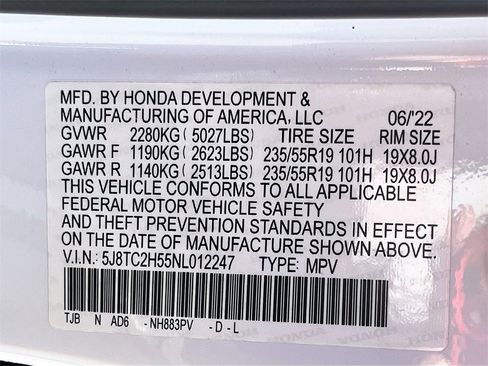 MFD. BY HONDA DEVELOPMENT &
MANUFACTURING OF AMERICA, LLC 06/'22
GVWR 2280KG (5027LBS) TIRE SIZE RIM SIZE
GAWR F 1190KG (2623LBS) 235/55R19 101H 19X8.0J
GAWR R 1140KG (2513LBS) 235/55R19 101H 19X8.0J
THIS VEHICLE CONFORMS TO ALL APPLICABLE
FEDERAL MOTOR VEHICLE SAFETY
AND THEFT PREVENTION STANDARDS IN EFFECT
ON THE DATE OF MANUFACTURE SHOWN ABOVE.
V.I.N.: 5J8TC2H55NL012247 TYPE: MPV
TJB N AD6 - NH883PV - D - L